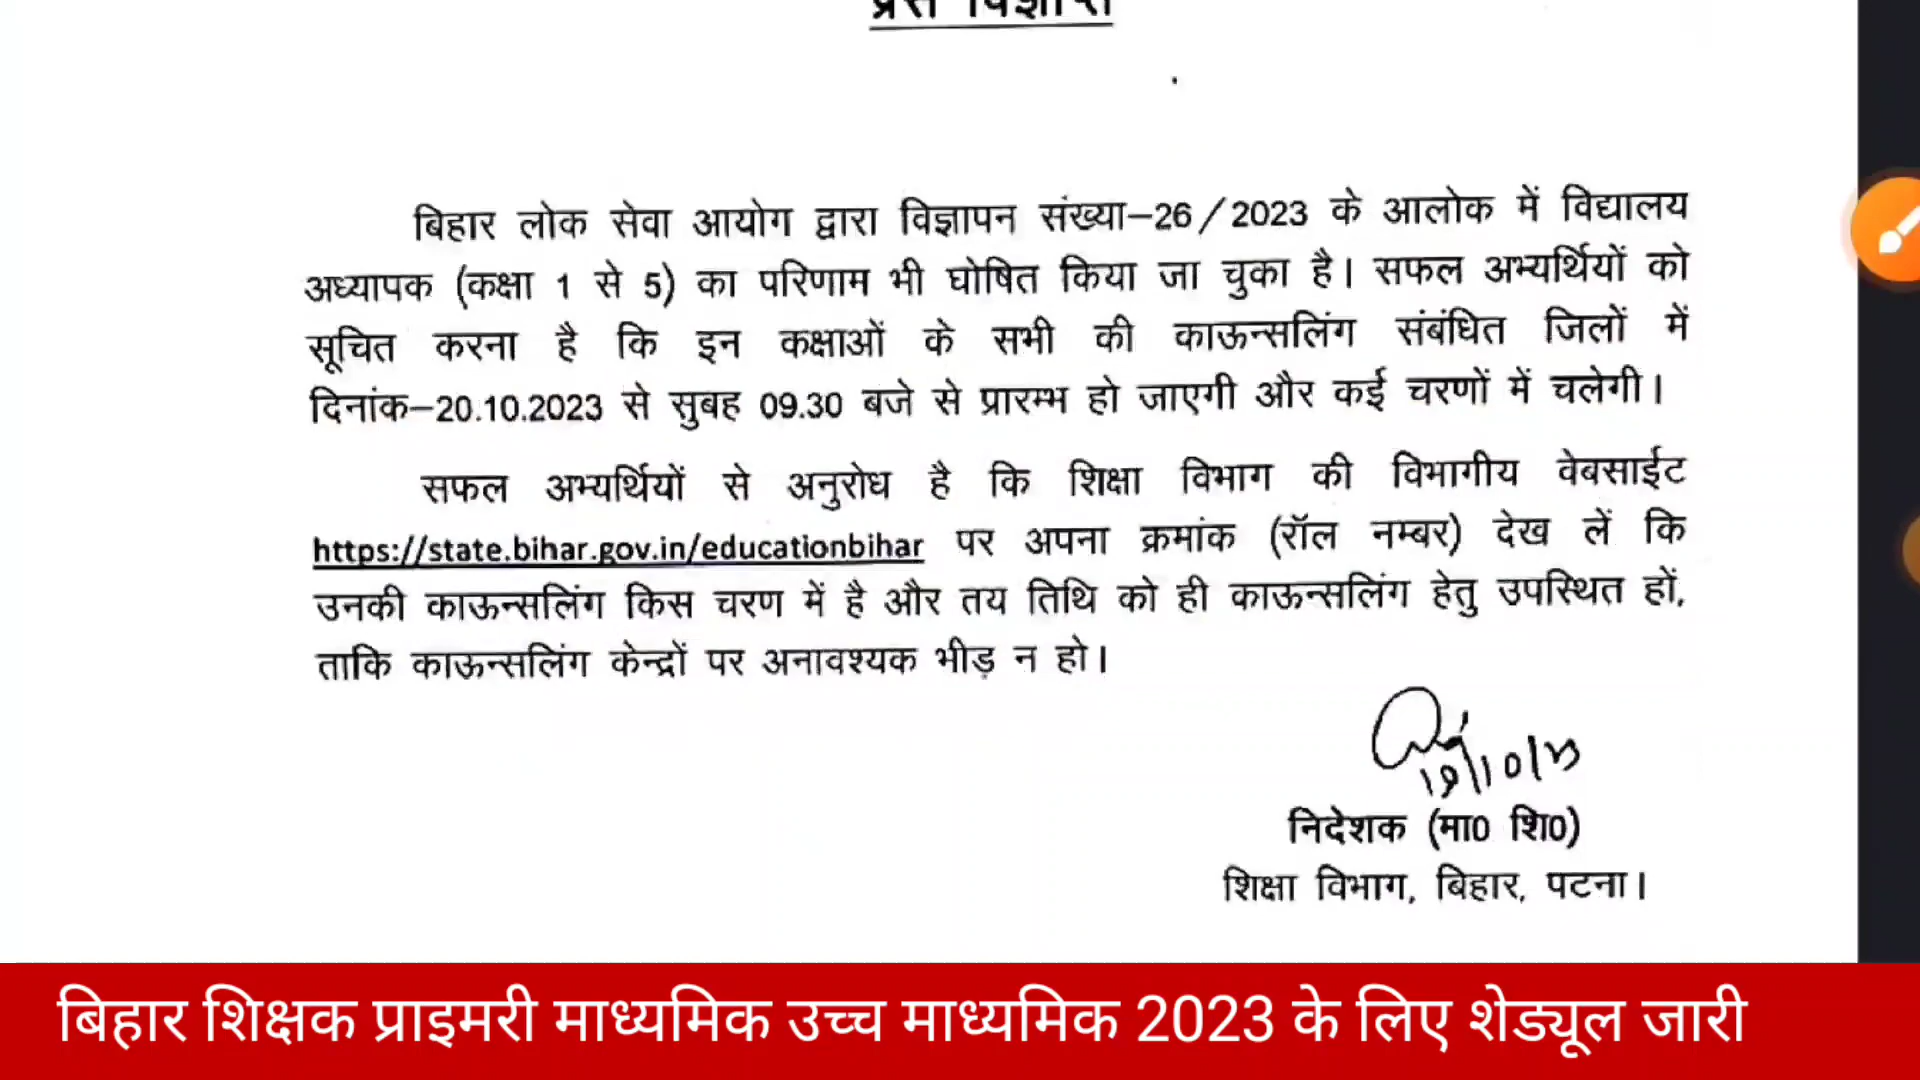 प्रेस विज्ञप्ति
बिहार लोक सेवा आयोग द्वारा विज्ञापन संख्या–26/2023 के आलोक में विद्यालय
अध्यापक (कक्षा 1 से 5) का परिणाम भी घोषित किया जा चुका है। सफल अभ्यर्थियों को
सूचित करना है कि इन कक्षाओं के सभी की काऊन्सलिंग संबंधित जिलों में
दिनांक–20.10.2023 से सुबह 09.30 बजे से प्रारम्भ हो जाएगी और कई चरणों में चलेगी।
सफल अभ्यर्थियों से अनुरोध है कि शिक्षा विभाग की विभागीय वेबसाईट
https://state.bihar.gov.in/educationbihar पर अपना क्रमांक (रॉल नम्बर) देख लें कि
उनकी काऊन्सलिंग किस चरण में है और तय तिथि को ही काऊन्सलिंग हेतु उपस्थित हों,
ताकि काऊन्सलिंग केन्द्रों पर अनावश्यक भीड़ न हो।
19/10/23
निदेशक (मा0 शि0)
शिक्षा विभाग, बिहार, पटना।
बिहार शिक्षक प्राइमरी माध्यमिक उच्च माध्यमिक 2023 के लिए शेड्यूल जारी